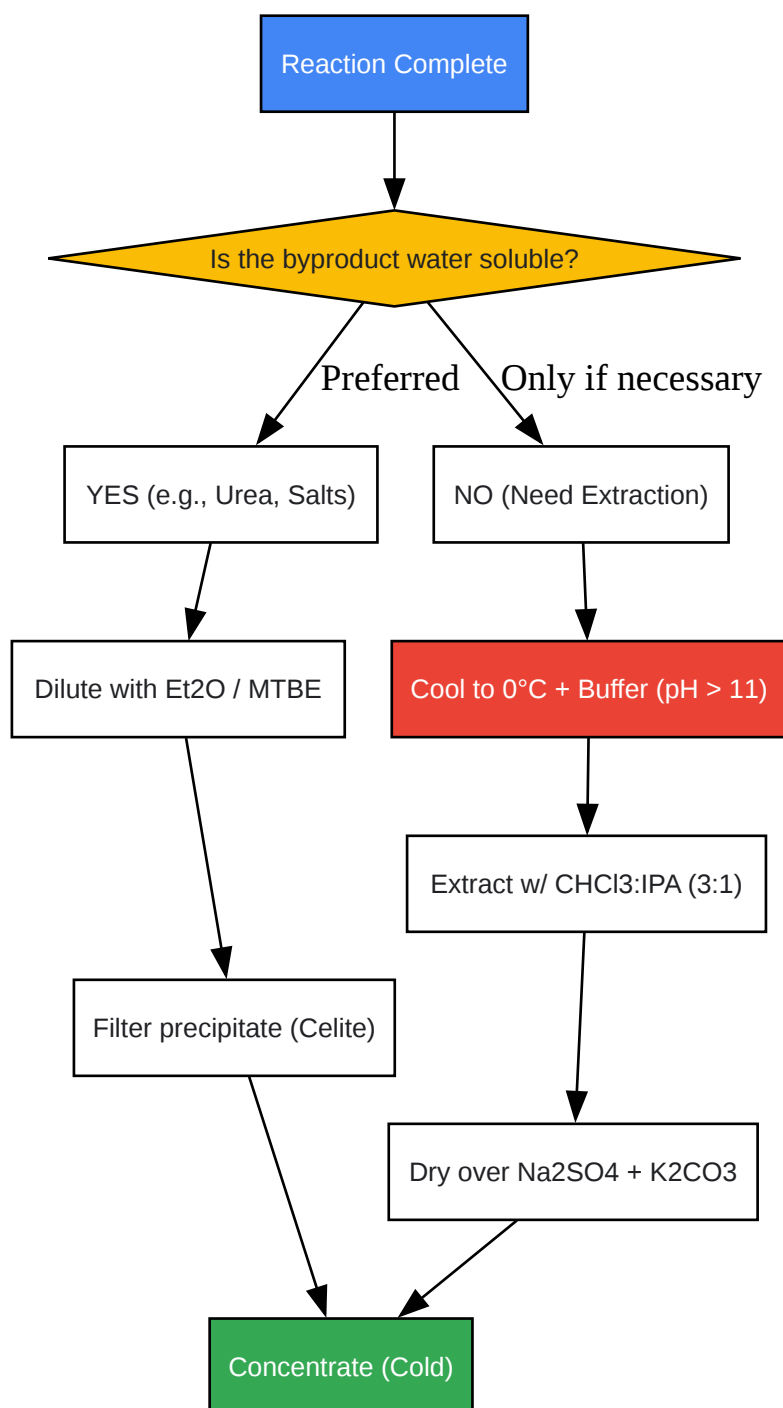 Reaction Complete
Is the byproduct water soluble?
Preferred
Only if necessary
YES (e.g., Urea, Salts)
NO (Need Extraction)
Dilute with Et2O / MTBE
Cool to 0°C + Buffer (pH > 11)
Extract w/ CHCl3:IPA (3:1)
Filter precipitate (Celite)
Dry over Na2SO4 + K2CO3
Concentrate (Cold)